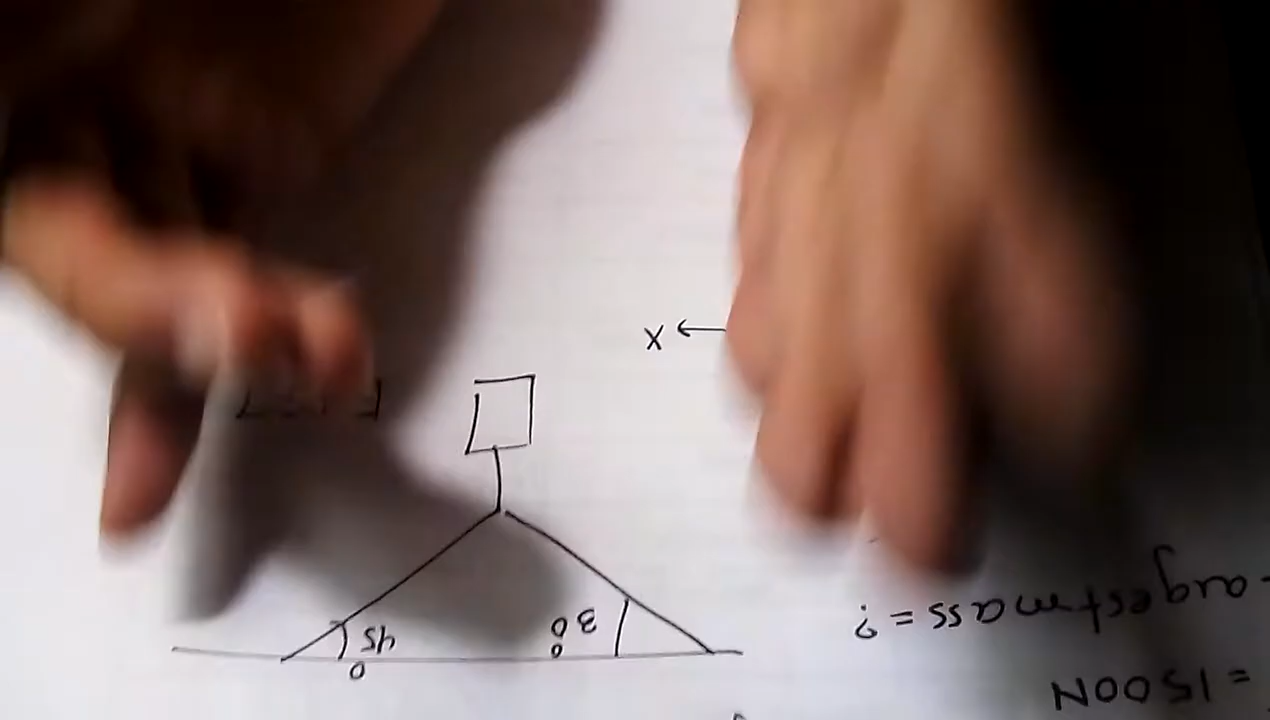 = 1500N
largest mass = ?
30°
45°
X